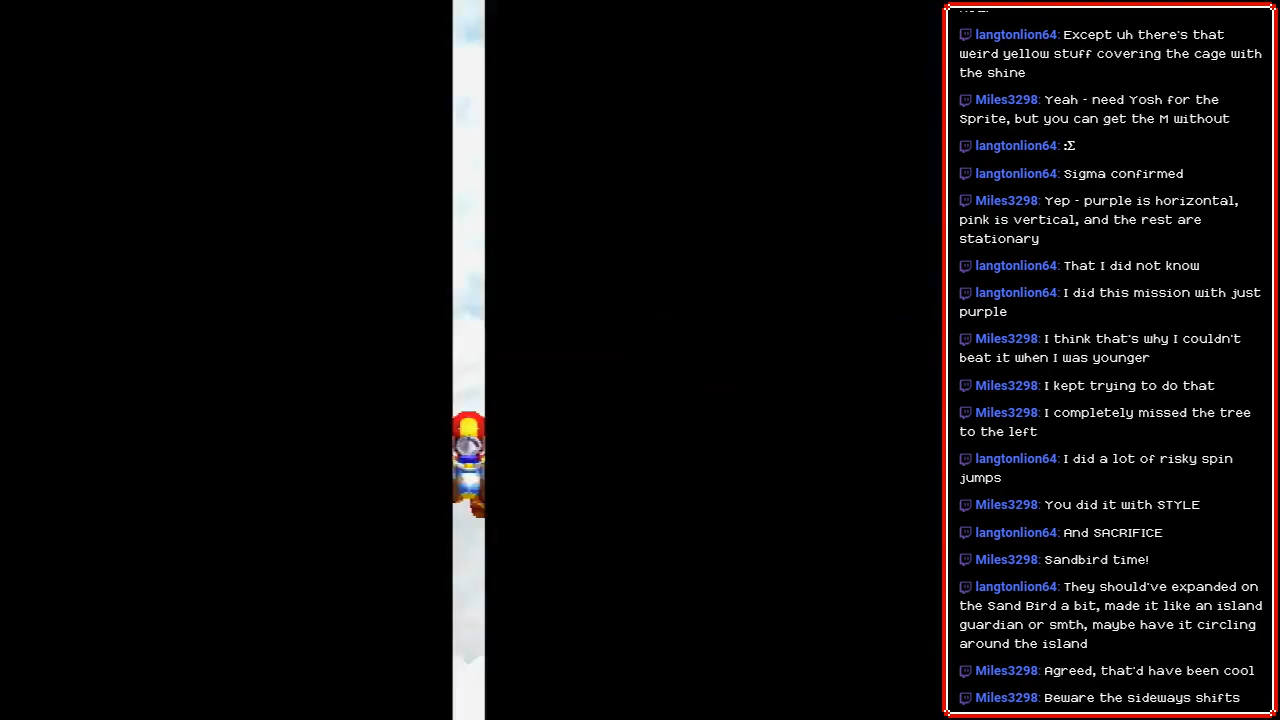 langtonlion64: Except uh there's that
weird yellow stuff covering the cage with
the shine
Miles3298: Yeah - need Yosh for the
Sprite, but you can get the M without
langtonlion64: :Σ
langtonlion64: Sigma confirmed
Miles3298: Yep - purple is horizontal,
pink is vertical, and the rest are
stationary
langtonlion64: That I did not know
langtonlion64: I did this mission with just
purple
Miles3298: I think that's why I couldn't
beat it when I was younger
Miles3298: I kept trying to do that
Miles3298: I completely missed the tree
to the left
langtonlion64: I did a lot of risky spin
jumps
Miles3298: You did it with STYLE
langtonlion64: And SACRIFICE
Miles3298: Sandbird time!
langtonlion64: They should've expanded on
the Sand Bird a bit, made it like an island
guardian or smth, maybe have it circling
around the island
Miles3298: Agreed, that'd have been cool
Miles3298: Beware the sideways shifts